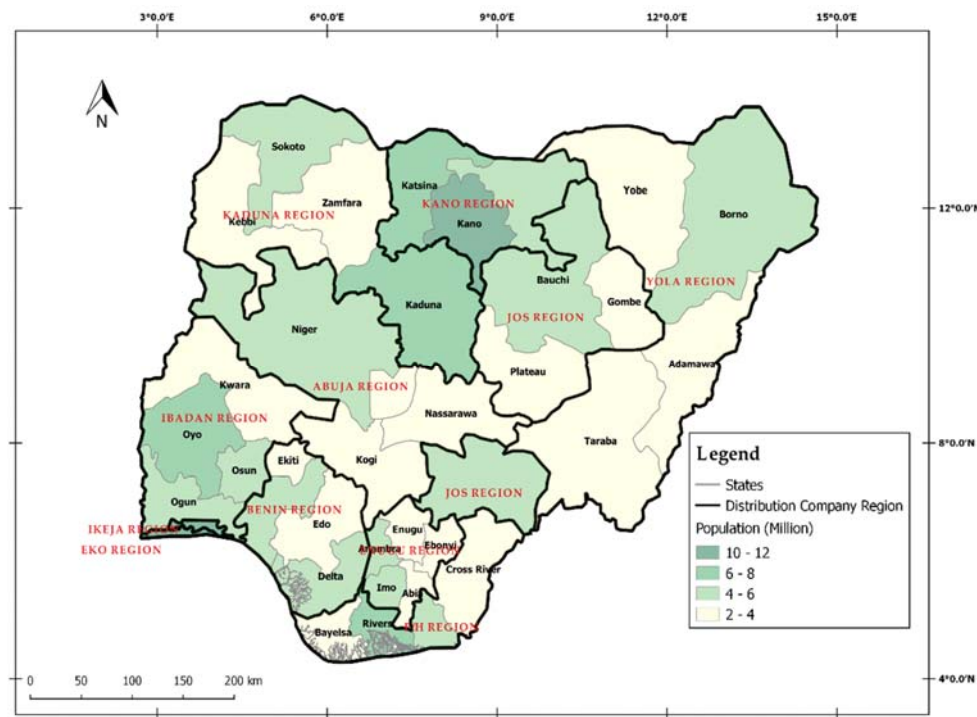 3°0.0'E 6°0.0'E 9°0.0'E 12°0.0'E 15°0.0'E
N
Sokoto
Katsina
Yobe
Zamfara
KANO REGION
Kebbi
KADUNA REGION
Kano
Borno
12°0.0'N
Bauchi
YOLA REGION
Kaduna
Gombe
Niger
JOS REGION
Adamawa
Plateau
ABUJA REGION
Kwara
Nassarawa
IBADAN REGION
Oyo
Taraba
8°0.0'N
Ekiti
Kogi
Osun
JOS REGION
Ogun
BENIN REGION
Edo
Enugu
IKEJA REGION
EKO REGION
Anambra
Ebonyi
REGION
Cross River
Delta
Imo
Abi
Rivers
PH REGION
Bayelsa
4°0.0'N
Legend
States
Distribution Company Region
Population (Million)
10 - 12
6 - 8
4 - 6
2 - 4
0 50 100 150 200 km